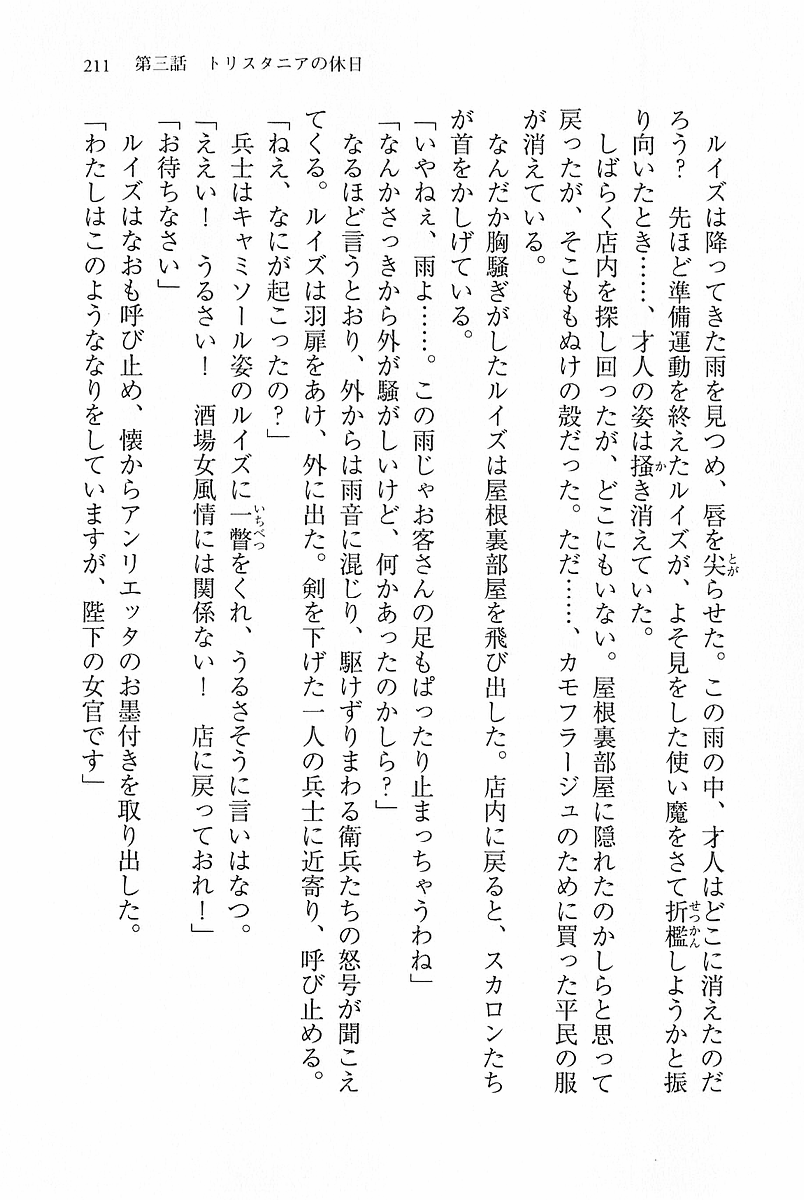 211　第三話　トリスタニアの休日
　ルイズは降ってきた雨を見つめ、唇を尖らせた。この雨の中、才人はどこに消えたのだ
ろう？　先ほど準備運動を終えたルイズが、よそ見をした使い魔をさて折檻しようかと振
り向いたとき……、才人の姿は掻き消えていた。
　しばらく店内を探し回ったが、どこにもいない。屋根裏部屋に隠れたのかしらと思って
戻ったが、そこももぬけの殻だった。ただ……、カモフラージュのために買った平民の服
が消えている。
　なんだか胸騒ぎがしたルイズは屋根裏部屋を飛び出した。店内に戻ると、スカロンたち
が首をかしげている。
「いやねぇ、雨よ……。この雨じゃお客さんの足もぱったり止まっちゃうわね」
「なんかさっきから外が騒がしいけど、何かあったのかしら？」
　なるほど言うとおり、外からは雨音に混じり、駆けずりまわる衛兵たちの怒号が聞こえ
てくる。ルイズは羽扉をあけ、外に出た。剣を下げた一人の兵士に近寄り、呼び止める。
「ねえ、なにが起こったの？」
　兵士はキャミソール姿のルイズに一瞥をくれ、うるさそうに言いはなつ。
「ええい！　うるさい！　酒場女風情には関係ない！　店に戻っておれ！」
「お待ちなさい」
　ルイズはなおも呼び止め、懐からアンリエッタのお墨付きを取り出した。
「わたしはこのようななりをしていますが、陛下の女官です」